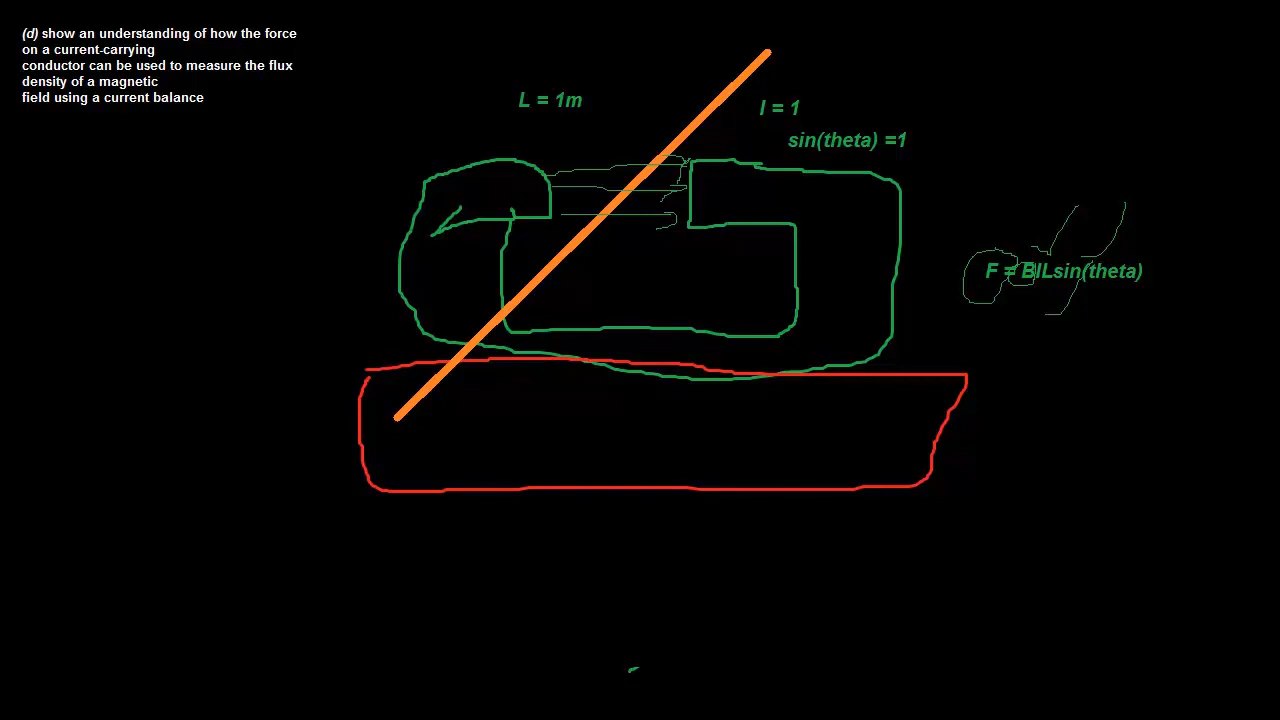 (d) show an understanding of how the force
on a current-carrying
conductor can be used to measure the flux
density of a magnetic
field using a current balance
L = 1m
I = 1
sin(theta) =1
F = BILsin(theta)